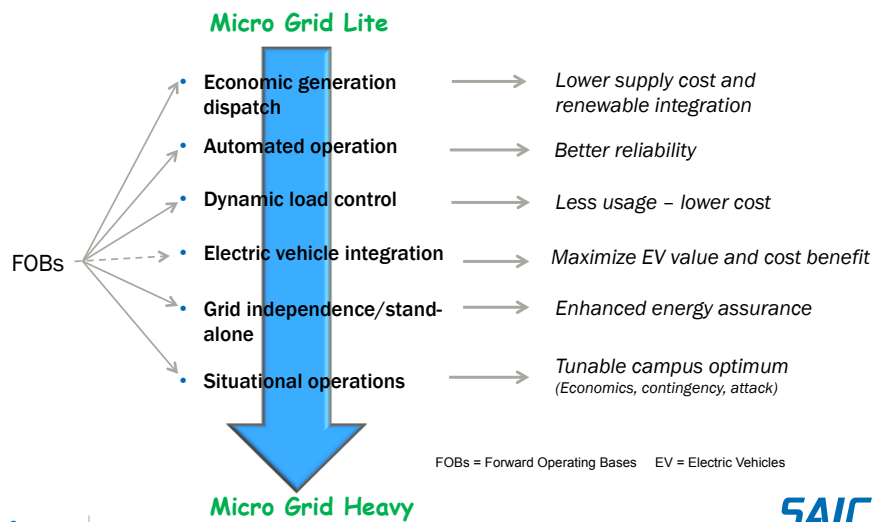 Micro Grid Lite
• Economic generation
dispatch
Lower supply cost and
renewable integration
• Automated operation
Better reliability
• Dynamic load control
Less usage – lower cost
FOBs
• Electric vehicle integration
Maximize EV value and cost benefit
• Grid independence/stand-
alone
Enhanced energy assurance
• Situational operations
Tunable campus optimum
(Economics, contingency, attack)
FOBs = Forward Operating Bases EV = Electric Vehicles
Micro Grid Heavy
SAIC